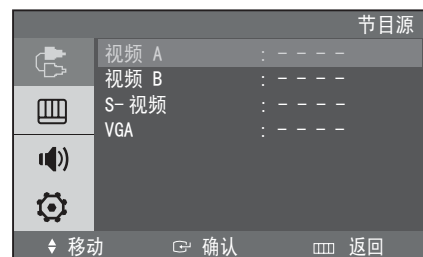 节目源
视频 A : - - - -
视频 B : - - - -
S-视频 : - - - -
VGA : - - - -
移动 确认 返回